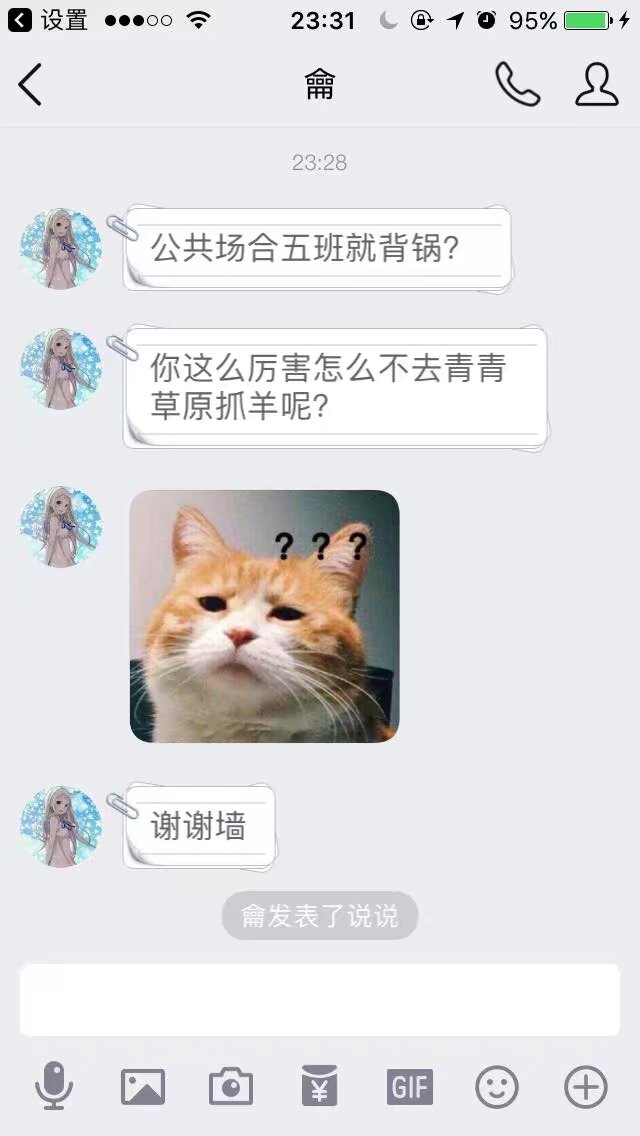 设置 23:31 95%
龠
23:28
公共场合五班就背锅?
你这么厉害怎么不去青青
草原抓羊呢?
? ? ?
谢谢墙
龠发表了说说
¥ GIF